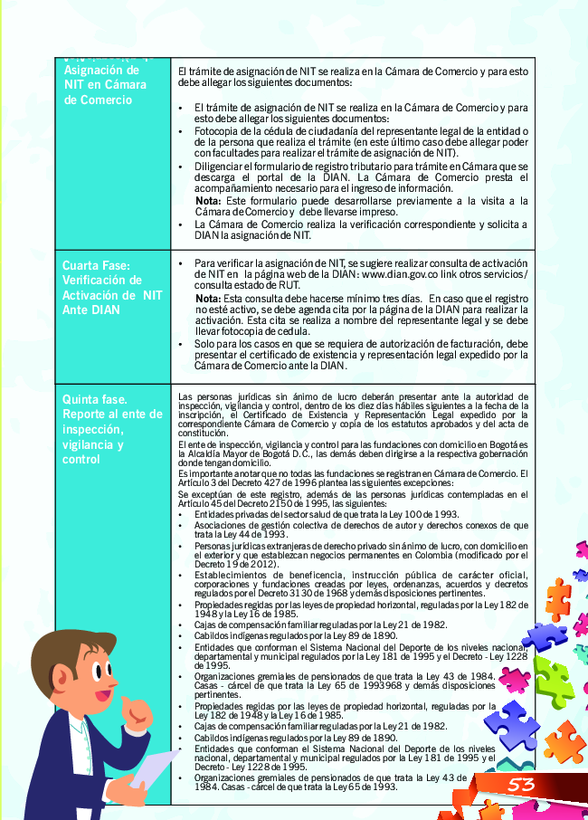 Asignación de
NIT en Cámara
de Comercio
El trámite de asignación de NIT se realiza en la Cámara de Comercio y para esto
debe allegar los siguientes documentos:
• El trámite de asignación de NIT se realiza en la Cámara de Comercio y para
esto debe allegar los siguientes documentos:
• Fotocopia de la cédula de ciudadanía del representante legal de la entidad o
de la persona que realiza el trámite (en este último caso debe allegar poder
con facultades para realizar el trámite de asignación de NIT).
• Diligenciar el formulario de registro tributario para trámite en Cámara que se
descarga el portal de la DIAN. La Cámara de Comercio presta el
acompañamiento necesario para el ingreso de información.
Nota: Este formulario puede desarrollarse previamente a la visita a la
Cámara de Comercio y debe llevarse impreso.
• La Cámara de Comercio realiza la verificación correspondiente y solicita a
DIAN la asignación de NIT.
Cuarta Fase:
Verificación de
Activación de NIT
Ante DIAN
• Para verificar la asignación de NIT, se sugiere realizar consulta de activación
de NIT en la página web de la DIAN: www.dian.gov.co link otros servicios/
consulta estado de RUT.
Nota: Esta consulta debe hacerse mínimo tres días. En caso que el registro
no esté activo, se debe agenda cita por la página de la DIAN para realizar la
activación. Esta cita se realiza a nombre del representante legal y se debe
llevar fotocopia de cedula.
• Solo para los casos en que se requiera de autorización de facturación, debe
presentar el certificado de existencia y representación legal expedido por la
Cámara de Comercio ante la DIAN.
Quinta fase.
Reporte al ente de
inspección,
vigilancia y
control
Las personas jurídicas sin ánimo de lucro deberán presentar ante la autoridad de
inspección, vigilancia y control, dentro de los diez días hábiles siguientes a la fecha de la
inscripción, el Certificado de Existencia y Representación Legal expedido por el
correspondiente Cámara de Comercio y copia de los estatutos aprobados y del acta de
constitución.
El ente de inspección, vigilancia y control para las fundaciones con domicilio en Bogotá es
la Alcaldía Mayor de Bogotá D.C., las demás deben dirigirse a la respectiva gobernación
donde tengan domicilio.
Es importante anotar que no todas las fundaciones se registran en Cámara de Comercio. El
Artículo 3 del Decreto 427 de 1996 plantea las siguientes excepciones:
Se exceptúan de este registro, además de las personas jurídicas contempladas en el
Artículo 45 del Decreto 2150 de 1995, las siguientes:
• Entidades privadas del sector salud de que trata la Ley 100 de 1993.
• Asociaciones de gestión colectiva de derechos de autor y derechos conexos de que
trata la Ley 44 de 1993.
• Personas jurídicas extranjeras de derecho privado sin ánimo de lucro, con domicilio en
el exterior y que establezcan negocios permanentes en Colombia (modificado por el
Decreto 19 de 2012).
• Establecimientos de beneficencia, instrucción pública de carácter oficial,
corporaciones y fundaciones creadas por leyes, ordenanzas, acuerdos y decretos
regulados por el Decreto 3130 de 1968 y demás disposiciones pertinentes.
• Propiedades regidas por las leyes de propiedad horizontal, reguladas por la Ley 182 de
1948 y la Ley 16 de 1985.
• Cajas de compensación familiar reguladas por la Ley 21 de 1982.
• Cabildos indígenas regulados por la Ley 89 de 1890.
• Entidades que conforman el Sistema Nacional del Deporte de los niveles nacional,
departamental y municipal regulados por la Ley 181 de 1995 y el Decreto - Ley 1228
de 1995.
• Organizaciones gremiales de pensionados de que trata la Ley 43 de 1984.
Casas - cárcel de que trata la Ley 65 de 1993968 y demás disposiciones
pertinentes.
• Propiedades regidas por las leyes de propiedad horizontal, reguladas por la
Ley 182 de 1948 y la Ley 16 de 1985.
• Cajas de compensación familiar reguladas por la Ley 21 de 1982.
• Cabildos indígenas regulados por la Ley 89 de 1890.
• Entidades que conforman el Sistema Nacional del Deporte de los niveles
nacional, departamental y municipal regulados por la Ley 181 de 1995 y el
Decreto - Ley 1228 de 1995.
• Organizaciones gremiales de pensionados de que trata la Ley 43 de
1984. Casas - cárcel de que trata la Ley 65 de 1993.
53